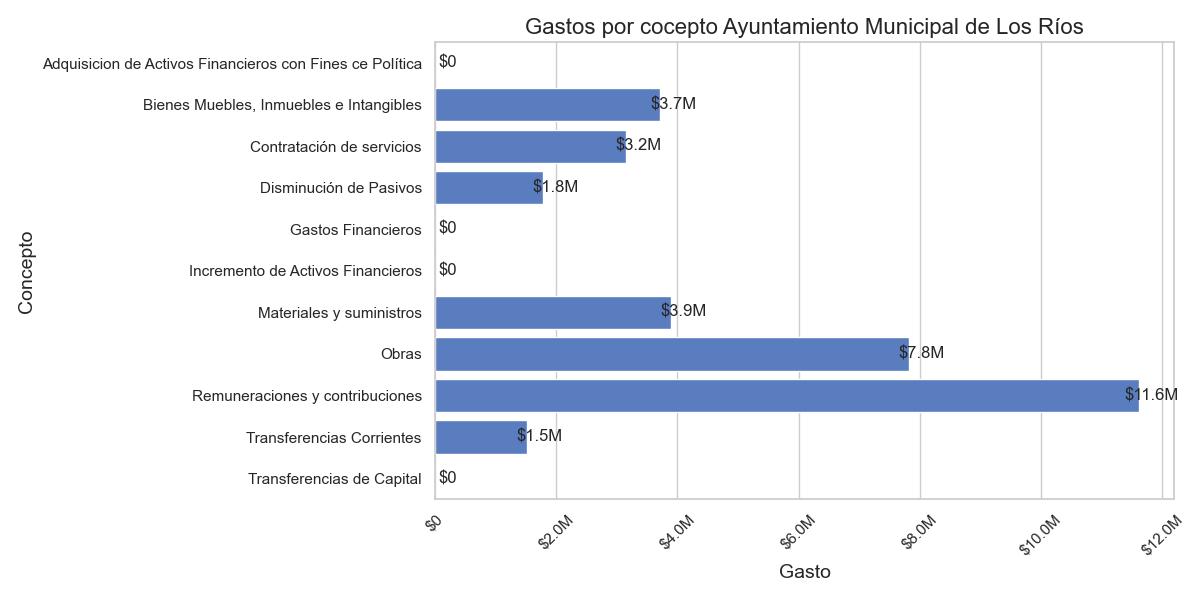 Gastos por cocepto Ayuntamiento Municipal de Los Ríos
Concepto
Adquisicion de Activos Financieros con Fines ce Política $0
Bienes Muebles, Inmuebles e Intangibles $3.7M
Contratación de servicios $3.2M
Disminución de Pasivos $1.8M
Gastos Financieros $0
Incremento de Activos Financieros $0
Materiales y suministros $3.9M
Obras $7.8M
Remuneraciones y contribuciones $11.6M
Transferencias Corrientes $1.5M
Transferencias de Capital $0
$0 $2.0M $4.0M $6.0M $8.0M $10.0M $12.0M
Gasto